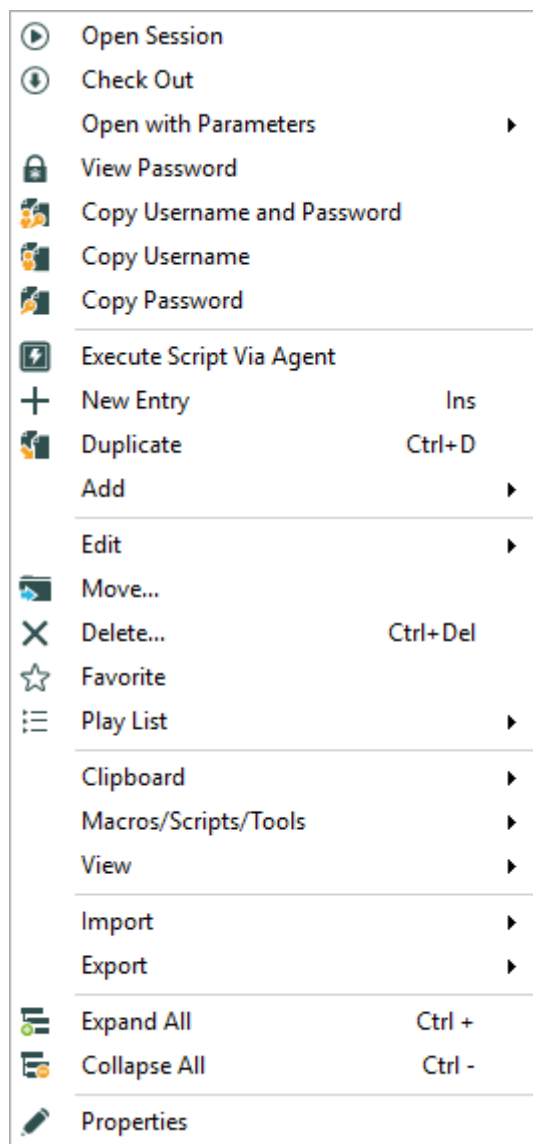 Open Session
Check Out
Open with Parameters
View Password
Copy Username and Password
Copy Username
Copy Password
Execute Script Via Agent
New Entry Ins
Duplicate Ctrl+D
Add
Edit
Move...
Delete... Ctrl+Del
Favorite
Play List
Clipboard
Macros/Scripts/Tools
View
Import
Export
Expand All Ctrl +
Collapse All Ctrl -
Properties